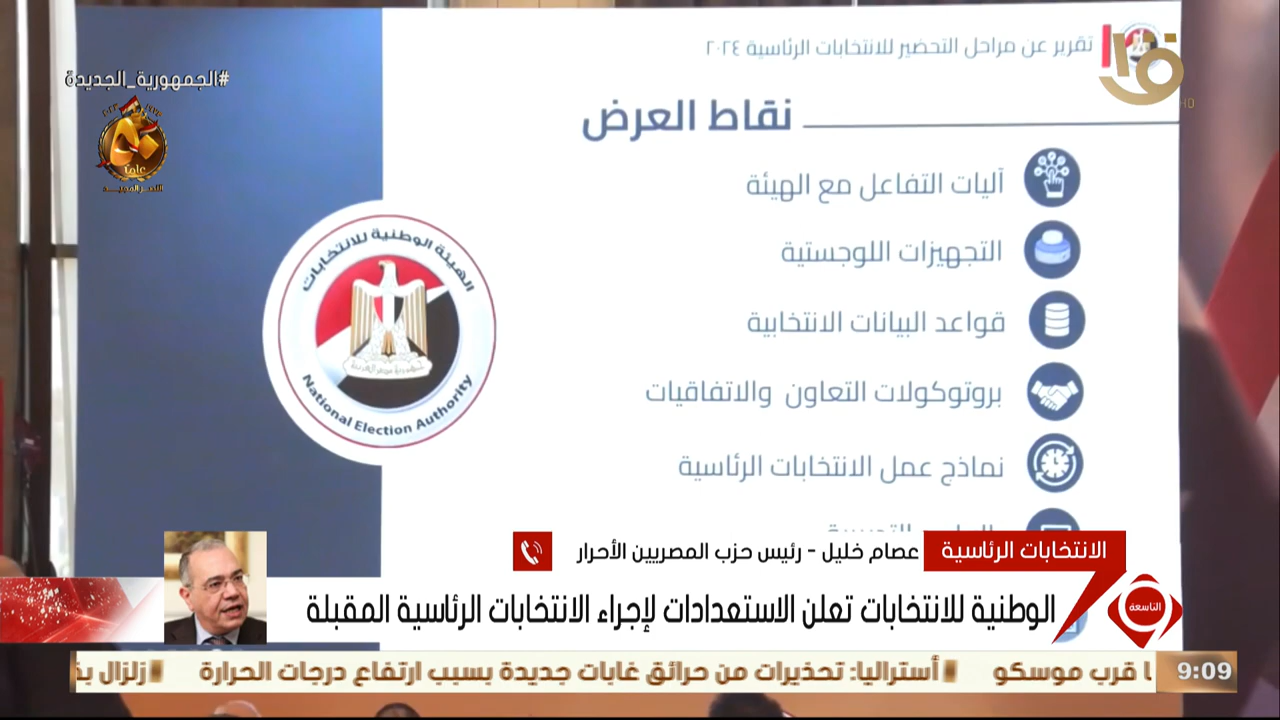 تقرير عن مراحل التحضير للانتخابات الرئاسية ٢٠٢٤
HD
#الجمهورية_الجديدة
عاماً
نقاط العرض
آليات التفاعل مع الهيئة
التجهيزات اللوجستية
قواعد البيانات الانتخابية
بروتوكولات التعاون والاتفاقيات
نماذج عمل الانتخابات الرئاسية
الهيئة الوطنية للانتخابات
National Election Authority
الانتخابات الرئاسية
عصام خليل - رئيس حزب المصريين الأحرار
التاسعة
الوطنية للانتخابات تعلن الاستعدادات لإجراء الانتخابات الرئاسية المقبلة
9:09
قرب موسكو
أستراليا: تحذيرات من حرائق غابات جديدة بسبب ارتفاع درجات الحرارة
زلزال